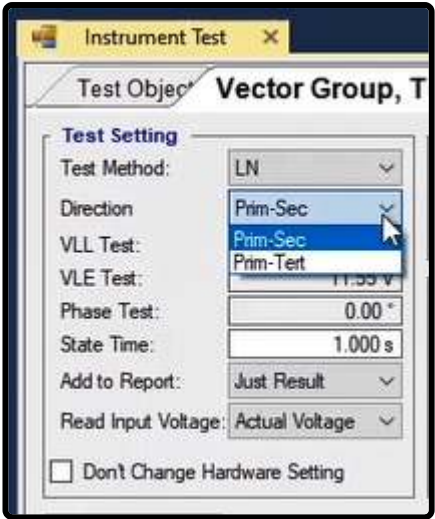 Instrument Test ×
Test Objec Vector Group, T
Test Setting
Test Method: LN
Direction Prim-Sec
VLL Test: Prim-Sec
Prim-Tert
VLE Test: 11.55 V
Phase Test: 0.00 °
State Time: 1.000 s
Add to Report: Just Result
Read Input Voltage: Actual Voltage
Don't Change Hardware Setting